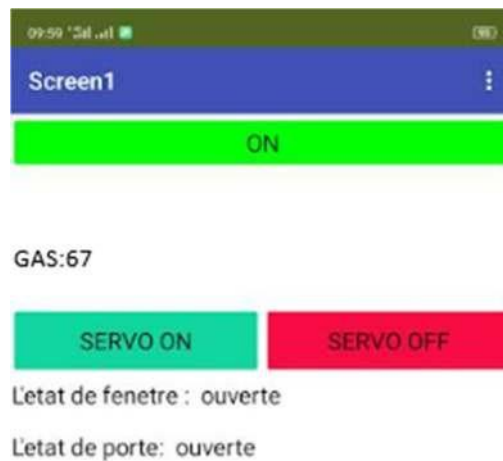 09:59
Screen1
ON
GAS:67
SERVO ON SERVO OFF
L'etat de fenetre : ouverte
L'etat de porte: ouverte